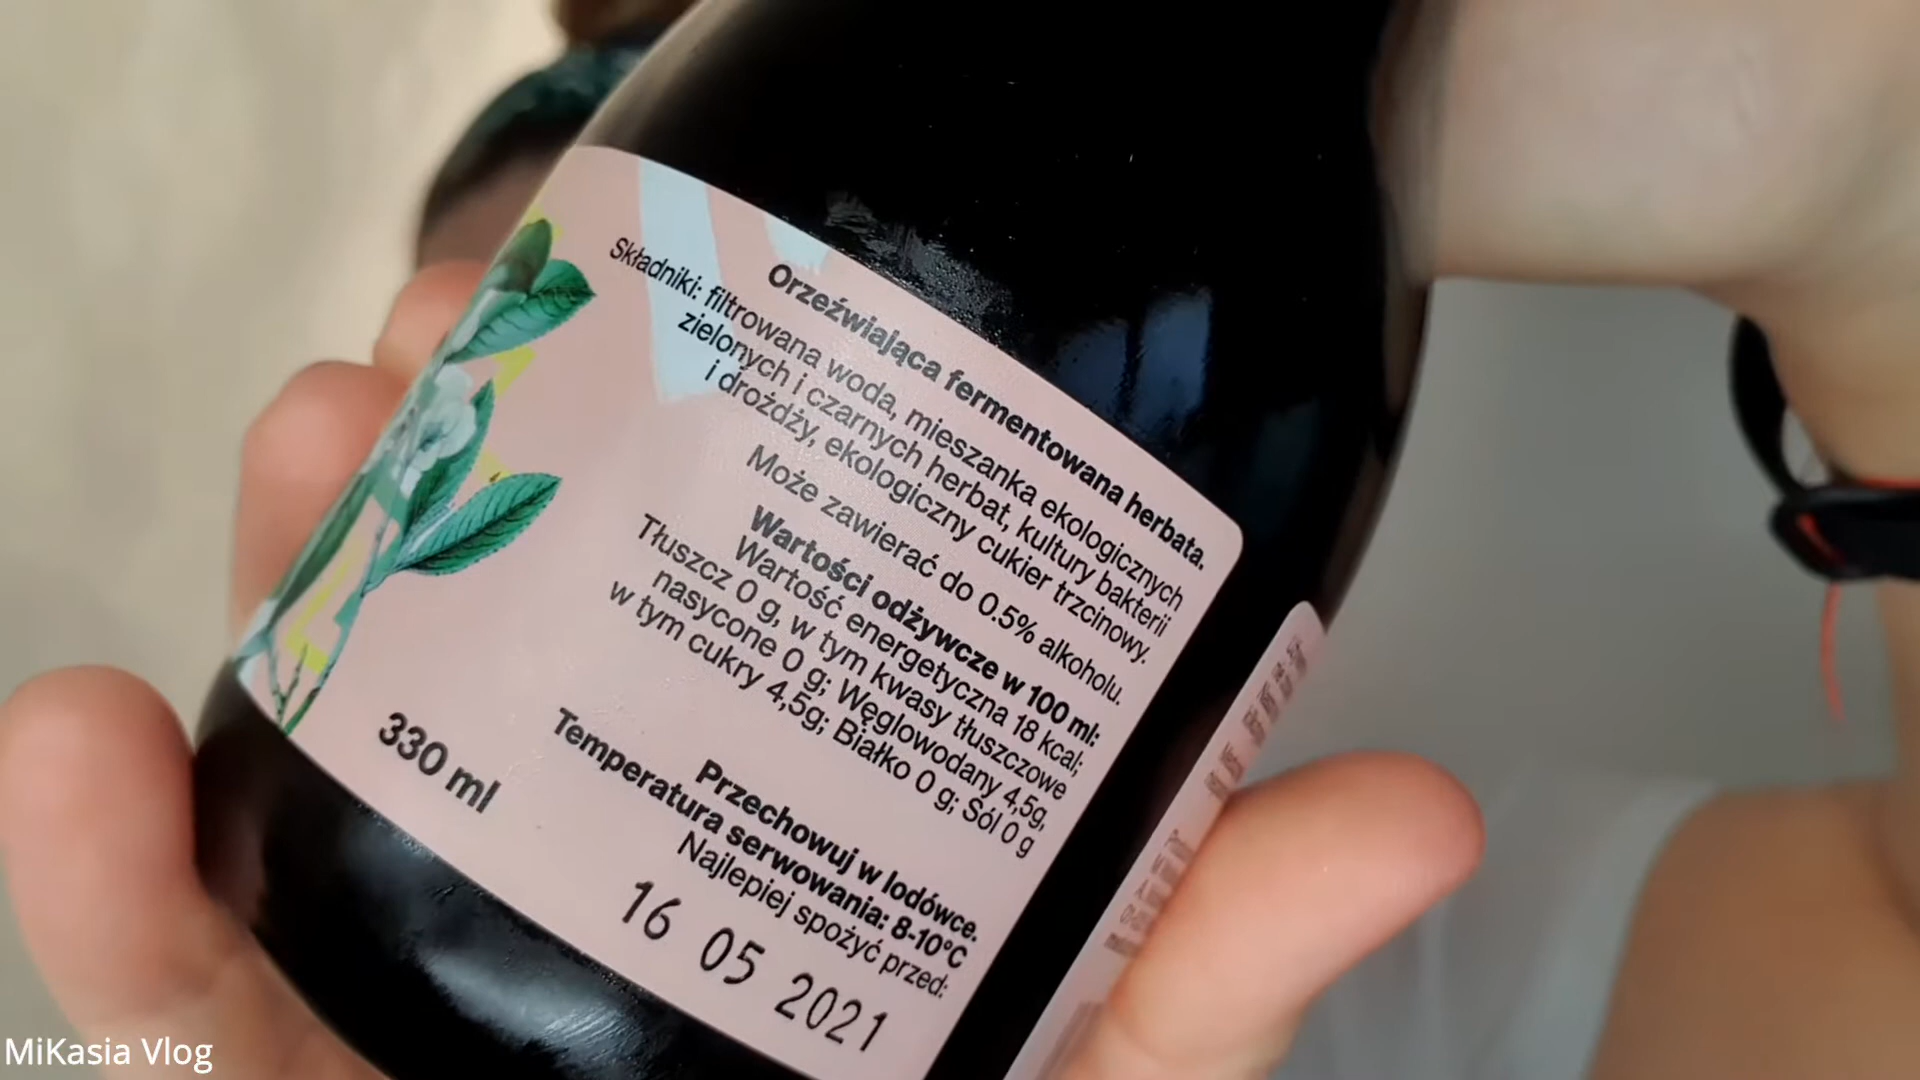 Orzeźwiająca fermentowana herbata.
Składniki: filtrowana woda, mieszanka ekologicznych
zielonych i czarnych herbat, kultury bakterii
i drożdży, ekologiczny cukier trzcinowy.
Może zawierać do 0.5% alkoholu.
Wartości odżywcze w 100 ml:
Wartość energetyczna 18 kcal;
Tłuszcz 0 g, w tym kwasy tłuszczowe
nasycone 0 g; Węglowodany 4,5g,
w tym cukry 4,5g; Białko 0 g; Sól 0 g
330 ml
Przechowuj w lodówce.
Temperatura serwowania: 8-10°C
Najlepiej spożyć przed:
16 05 2021
MiKasia Vlog